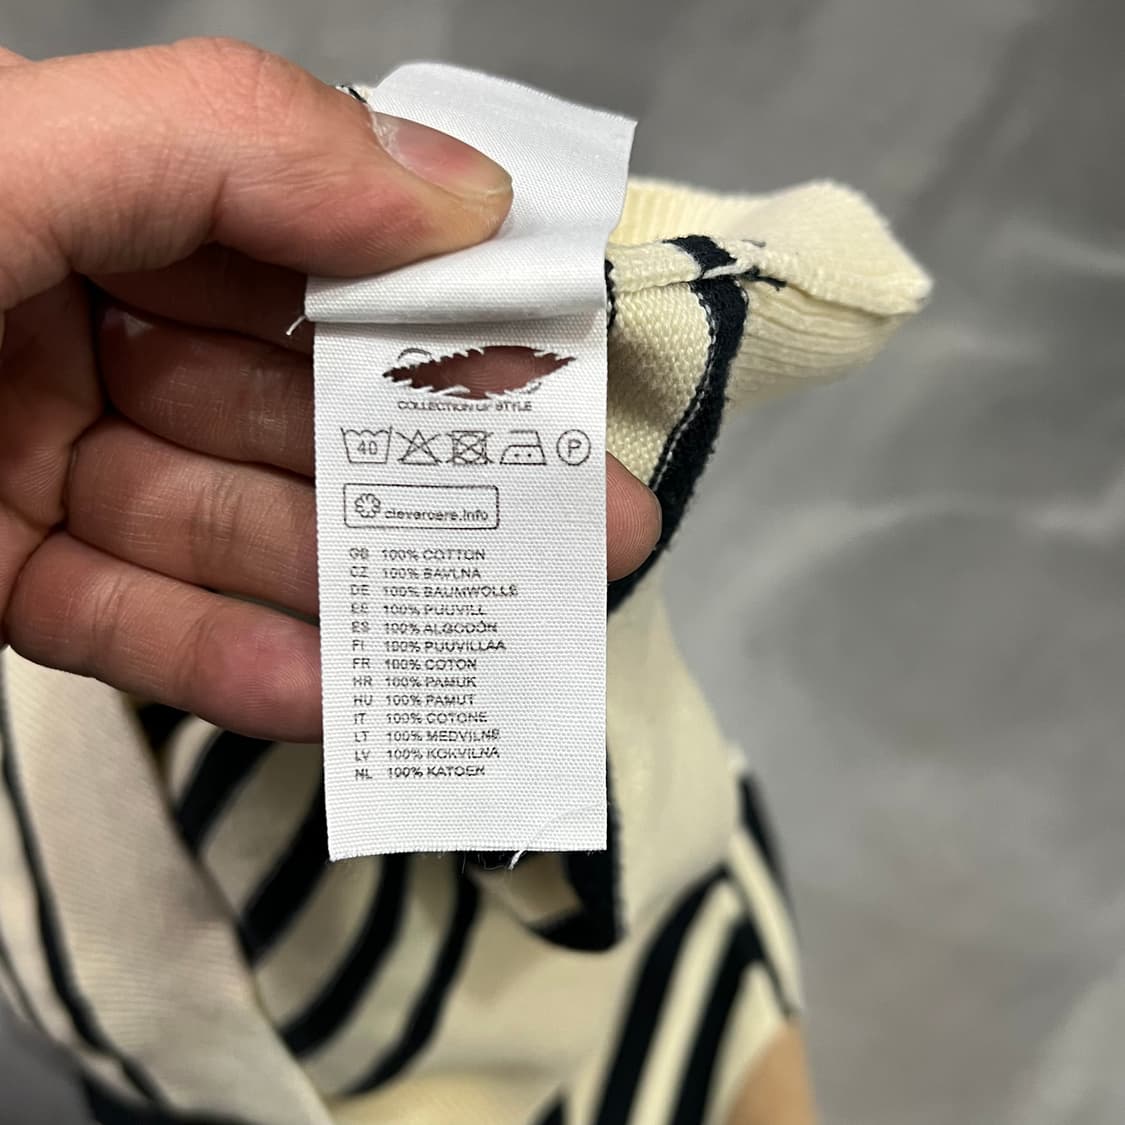 COLLECTION OF STYLE
40 P
clevercare.info
GB 100% COTTON
CZ 100% BAVLNA
DE 100% BAUMWOLLE
EE 100% PUUVILL
ES 100% ALGODÓN
FI 100% PUUVILLAA
FR 100% COTON
HR 100% PAMUK
HU 100% PAMUT
IT 100% COTONE
LT 100% MEDVILNĖ
LV 100% KOKVILNA
NL 100% KATOEN